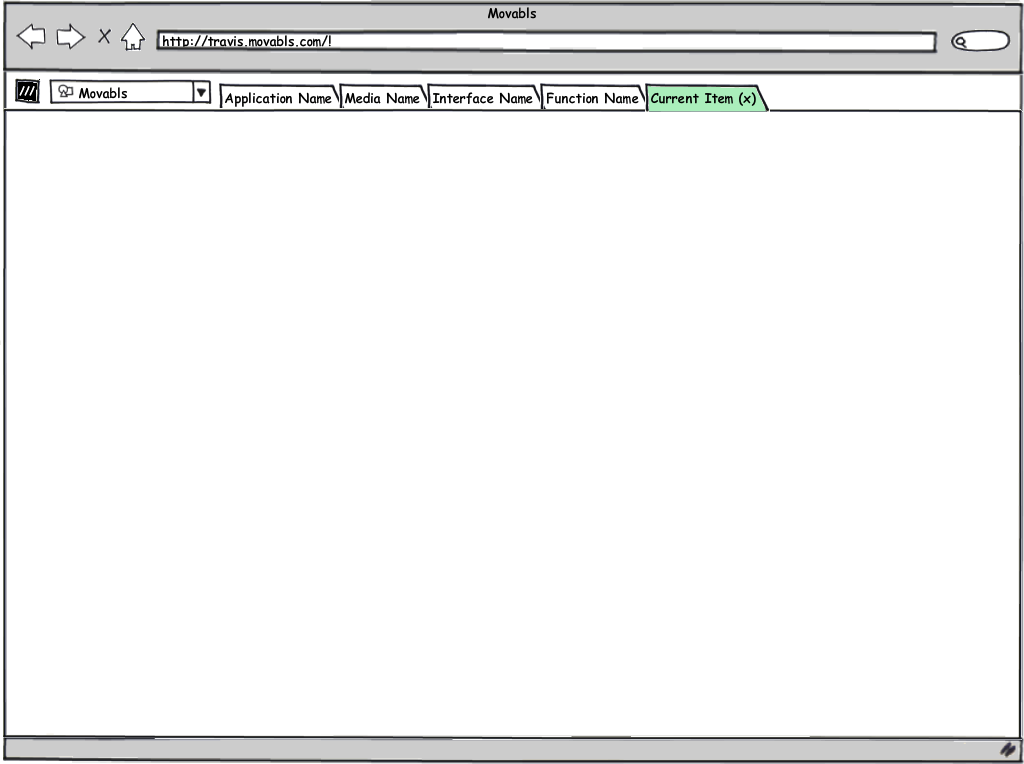 Movabls
http://travis.movabls.com/!
Movabls Application Name Media Name Interface Name Function Name Current Item (x)